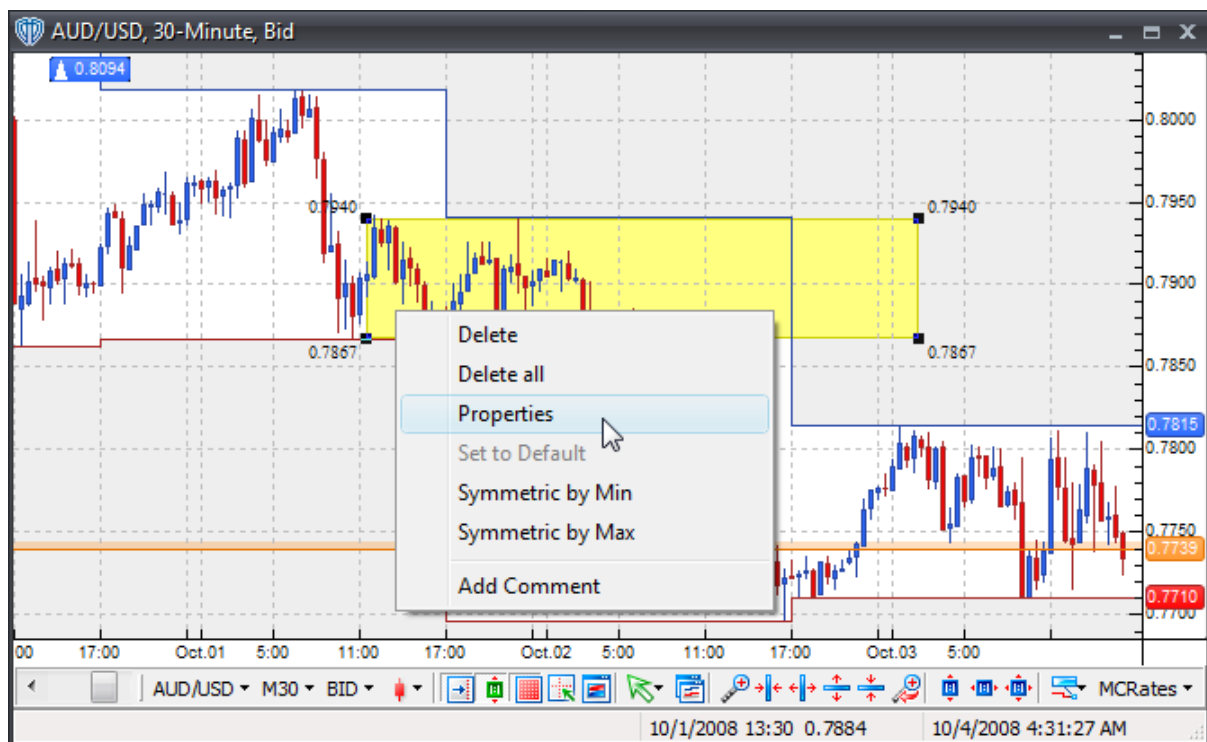 AUD/USD, 30-Minute, Bid
0.8094
0.8000
0.7950
0.7940
0.7940
0.7900
0.7867
0.7867
0.7850
0.7815
0.7800
0.7750
0.7739
0.7710
0.7700
Delete
Delete all
Properties
Set to Default
Symmetric by Min
Symmetric by Max
Add Comment
00 17:00 Oct.01 5:00 11:00 17:00 Oct.02 5:00 11:00 17:00 Oct.03 5:00
AUD/USD M30 BID MCRates
10/1/2008 13:30 0.7884 10/4/2008 4:31:27 AM